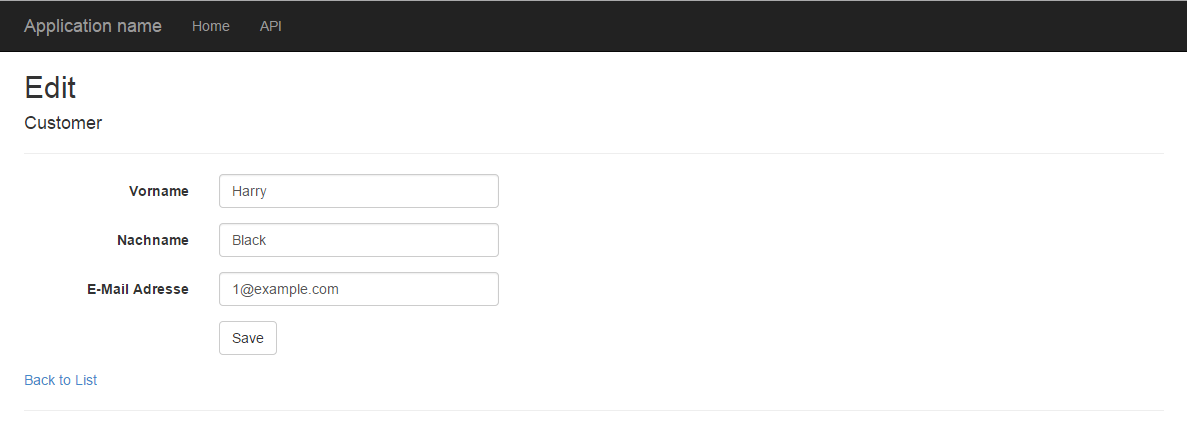 Application name Home API
Edit
Customer
Vorname Harry
Nachname Black
E-Mail Adresse 1@example.com
Save
Back to List